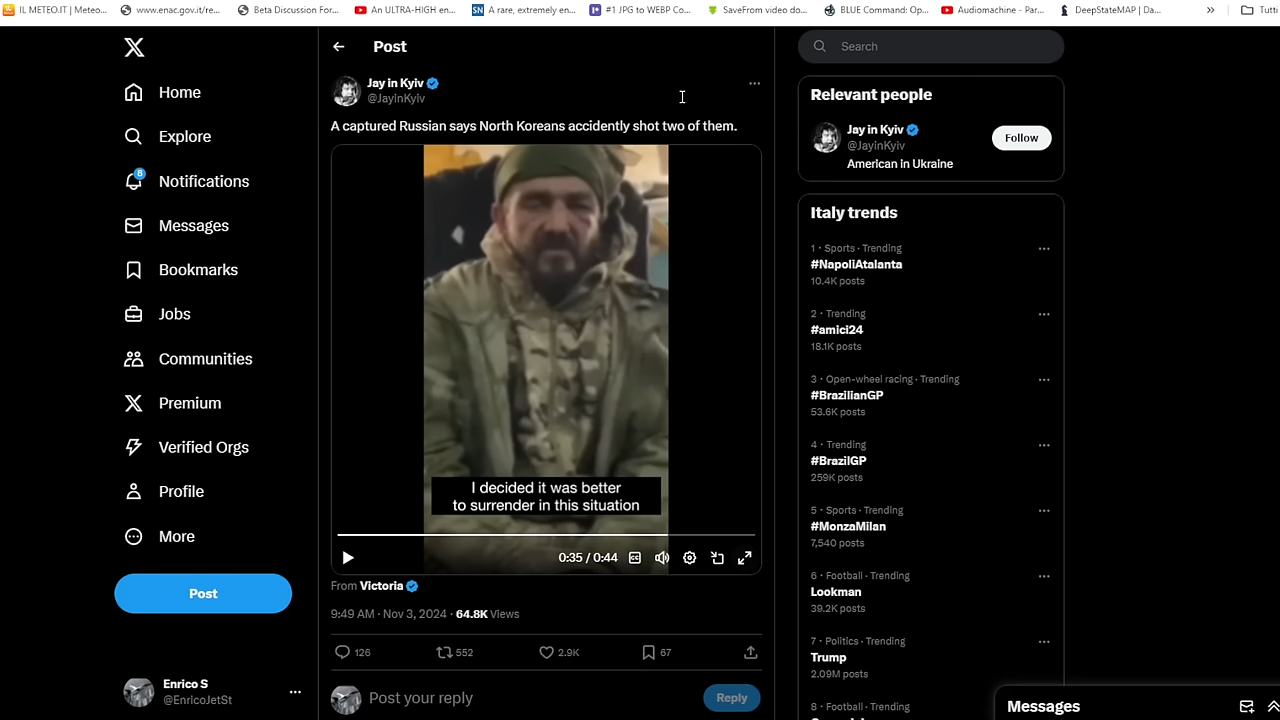 IL METEO.IT | Meteo...
www.enac.gov.it/re...
Beta Discussion For...
An ULTRA-HIGH en...
SN A rare, extremely en...
#1 JPG to WEBP Co...
SaveFrom video do...
BLUE Command: Op...
Audiomachine - Par...
DeepStateMAP | Da...
»
Tutti
Home
Explore
8
Notifications
Messages
Bookmarks
Jobs
Communities
Premium
Verified Orgs
Profile
More
Post
Enrico S
@EnricoJetSt
Post
Jay in Kyiv
@JayinKyiv
A captured Russian says North Koreans accidently shot two of them.
I decided it was better
to surrender in this situation
0:35 / 0:44
CC
From Victoria
9:49 AM · Nov 3, 2024 · 64.8K Views
126 552 2.9K 67
Post your reply
Reply
Search
Relevant people
Jay in Kyiv
@JayinKyiv
Follow
American in Ukraine
Italy trends
1 · Sports · Trending
#NapoliAtalanta
10.4K posts
2 · Trending
#amici24
18.1K posts
3 · Open-wheel racing · Trending
#BrazilianGP
53.6K posts
4 · Trending
#BrazilGP
259K posts
5 · Sports · Trending
#MonzaMilan
7,540 posts
6 · Football · Trending
Lookman
39.2K posts
7 · Politics · Trending
Trump
2.09M posts
8 · Football · Trending
Messages